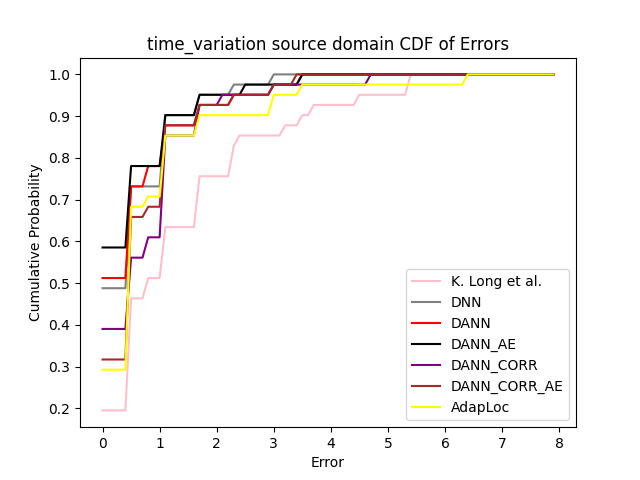 time_variation source domain CDF of Errors
Cumulative Probability
1.0
0.9
0.8
0.7
0.6
0.5
0.4
0.3
0.2
K. Long et al.
DNN
DANN
DANN_AE
DANN_CORR
DANN_CORR_AE
AdapLoc
0 1 2 3 4 5 6 7 8
Error